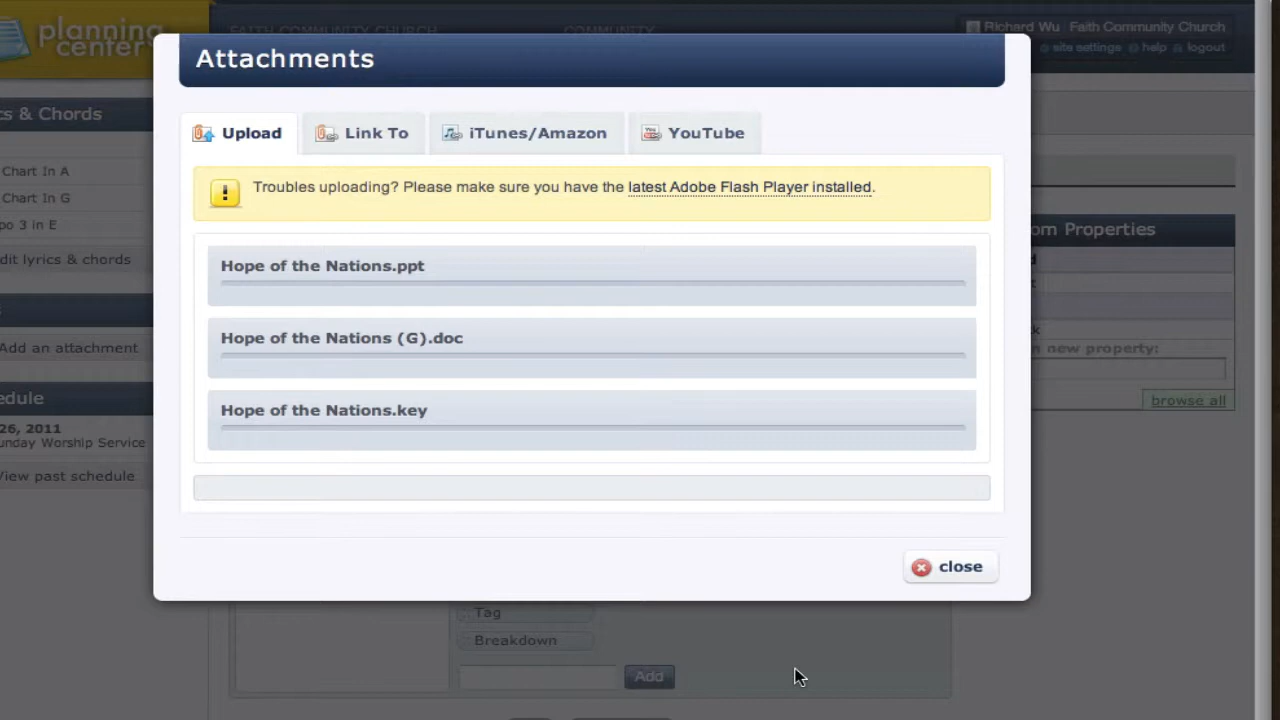 planning
center
FAITH COMMUNITY CHURCH
COMMUNITY
Richard Wu Faith Community Church
site settings help logout
Attachments
Upload
Link To
iTunes/Amazon
YouTube
Troubles uploading? Please make sure you have the latest Adobe Flash Player installed.
Hope of the Nations.ppt
Hope of the Nations (G).doc
Hope of the Nations.key
close
& Chords
Chart In A
Chart In G
3 in E
lyrics & chords
Add an attachment
26, 2011
Worship Service
View past schedule
Properties
new property:
browse all
Tag
Breakdown
Add